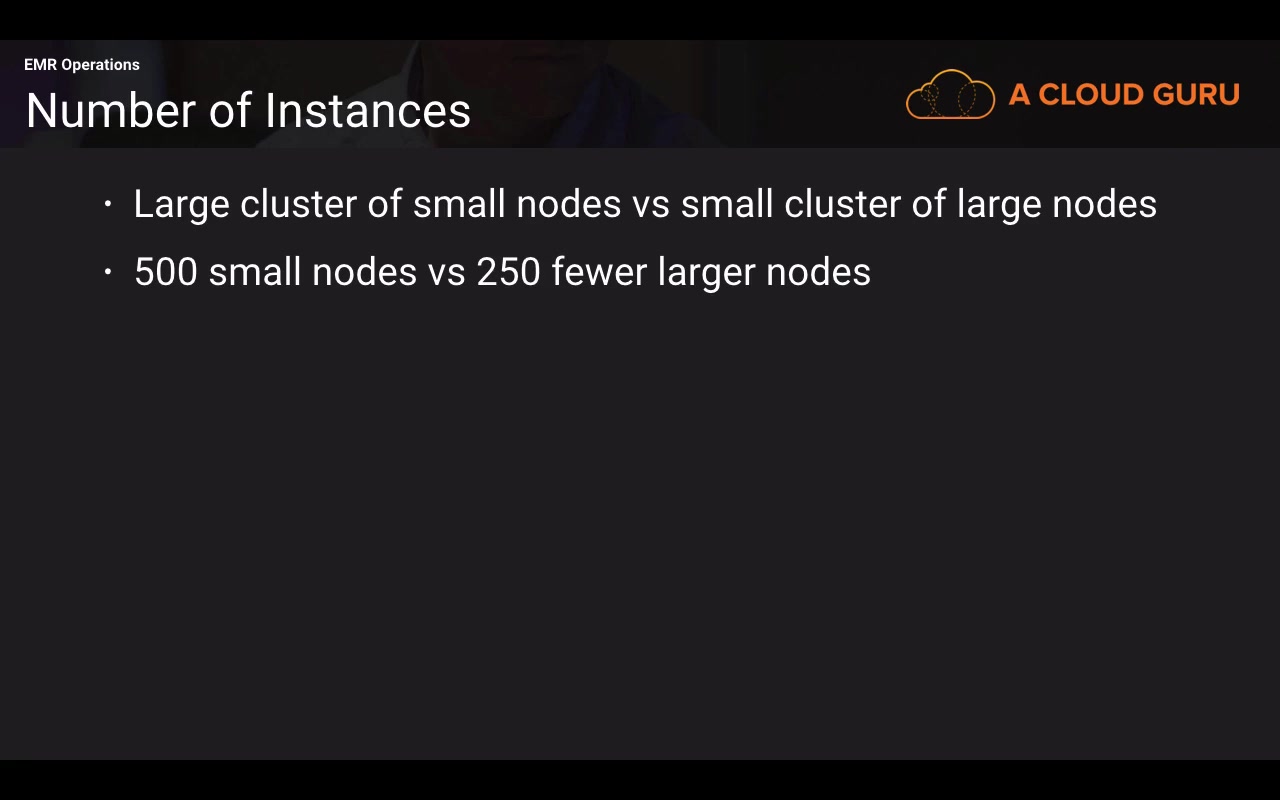 EMR Operations
Number of Instances
A CLOUD GURU
· Large cluster of small nodes vs small cluster of large nodes
· 500 small nodes vs 250 fewer larger nodes